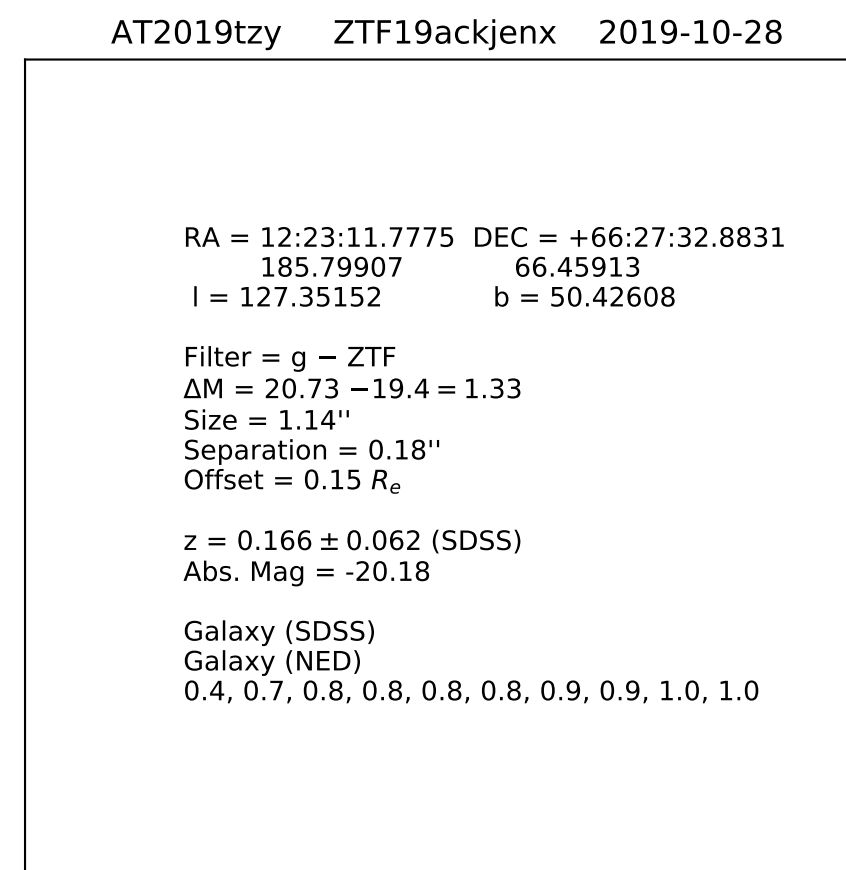 AT2019tzy ZTF19ackjenx 2019-10-28
RA = 12:23:11.7775 DEC = +66:27:32.8831
185.79907 66.45913
l = 127.35152 b = 50.42608
Filter = g − ZTF
ΔM = 20.73 −19.4 = 1.33
Size = 1.14''
Separation = 0.18''
Offset = 0.15 Rₑ
z = 0.166 ± 0.062 (SDSS)
Abs. Mag = -20.18
Galaxy (SDSS)
Galaxy (NED)
0.4, 0.7, 0.8, 0.8, 0.8, 0.8, 0.9, 0.9, 1.0, 1.0